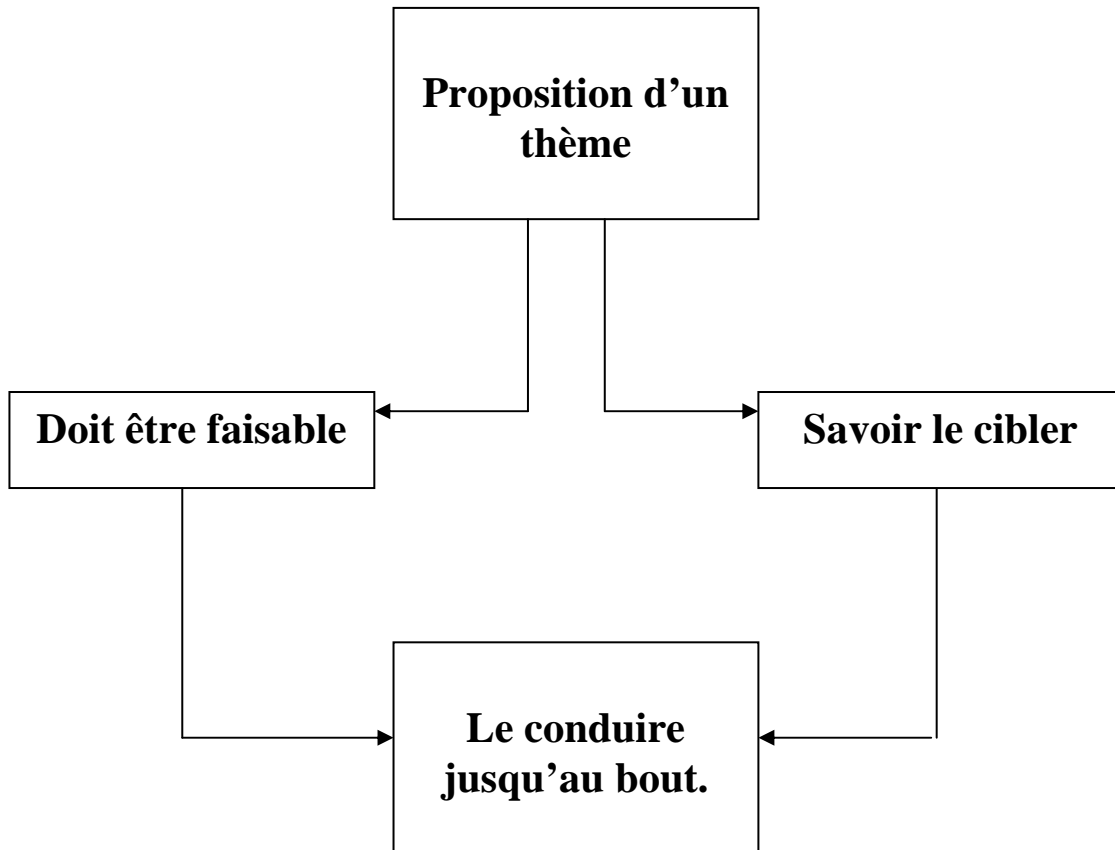 Proposition d’un
thème
Doit être faisable
Savoir le cibler
Le conduire
jusqu’au bout.